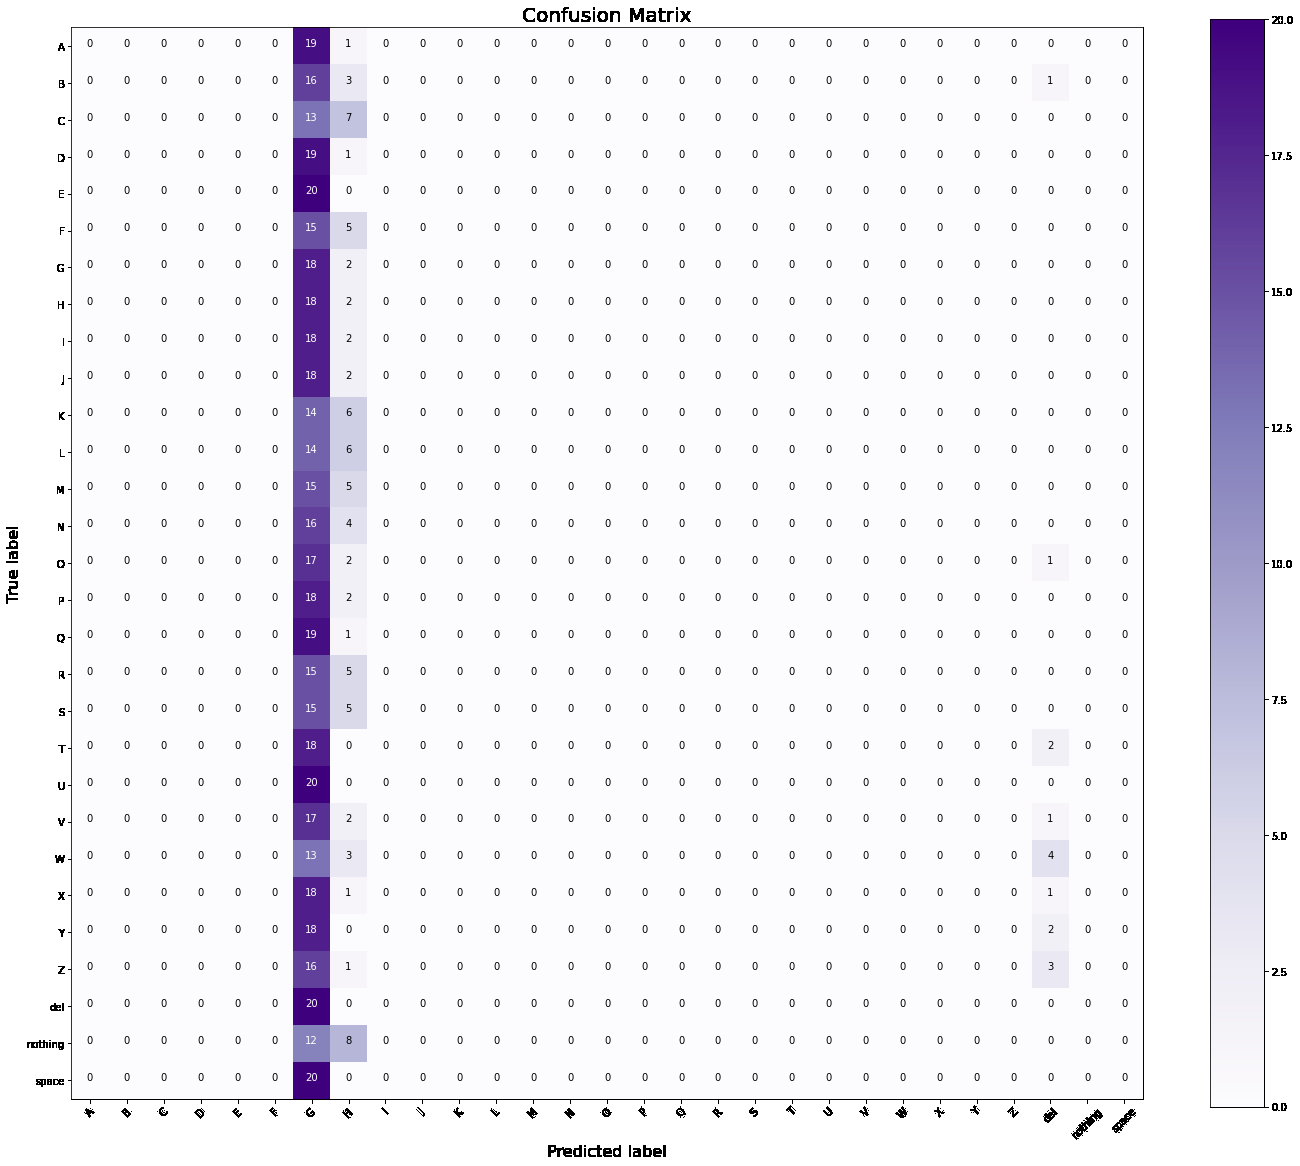 Confusion Matrix
A 0 0 0 0 0 0 19 1 0 0 0 0 0 0 0 0 0 0 0 0 0 0 0 0 0 0 0 0 0
B 0 0 0 0 0 0 16 3 0 0 0 0 0 0 0 0 0 0 0 0 0 0 0 0 0 0 1 0 0
C 0 0 0 0 0 0 13 7 0 0 0 0 0 0 0 0 0 0 0 0 0 0 0 0 0 0 0 0 0
D 0 0 0 0 0 0 19 1 0 0 0 0 0 0 0 0 0 0 0 0 0 0 0 0 0 0 0 0 0
E 0 0 0 0 0 0 20 0 0 0 0 0 0 0 0 0 0 0 0 0 0 0 0 0 0 0 0 0 0
F 0 0 0 0 0 0 15 5 0 0 0 0 0 0 0 0 0 0 0 0 0 0 0 0 0 0 0 0 0
G 0 0 0 0 0 0 18 2 0 0 0 0 0 0 0 0 0 0 0 0 0 0 0 0 0 0 0 0 0
H 0 0 0 0 0 0 18 2 0 0 0 0 0 0 0 0 0 0 0 0 0 0 0 0 0 0 0 0 0
I 0 0 0 0 0 0 18 2 0 0 0 0 0 0 0 0 0 0 0 0 0 0 0 0 0 0 0 0 0
J 0 0 0 0 0 0 18 2 0 0 0 0 0 0 0 0 0 0 0 0 0 0 0 0 0 0 0 0 0
K 0 0 0 0 0 0 14 6 0 0 0 0 0 0 0 0 0 0 0 0 0 0 0 0 0 0 0 0 0
L 0 0 0 0 0 0 14 6 0 0 0 0 0 0 0 0 0 0 0 0 0 0 0 0 0 0 0 0 0
M 0 0 0 0 0 0 15 5 0 0 0 0 0 0 0 0 0 0 0 0 0 0 0 0 0 0 0 0 0
N 0 0 0 0 0 0 16 4 0 0 0 0 0 0 0 0 0 0 0 0 0 0 0 0 0 0 0 0 0
O 0 0 0 0 0 0 17 2 0 0 0 0 0 0 0 0 0 0 0 0 0 0 0 0 0 0 1 0 0
P 0 0 0 0 0 0 18 2 0 0 0 0 0 0 0 0 0 0 0 0 0 0 0 0 0 0 0 0 0
Q 0 0 0 0 0 0 19 1 0 0 0 0 0 0 0 0 0 0 0 0 0 0 0 0 0 0 0 0 0
R 0 0 0 0 0 0 15 5 0 0 0 0 0 0 0 0 0 0 0 0 0 0 0 0 0 0 0 0 0
S 0 0 0 0 0 0 15 5 0 0 0 0 0 0 0 0 0 0 0 0 0 0 0 0 0 0 0 0 0
T 0 0 0 0 0 0 18 0 0 0 0 0 0 0 0 0 0 0 0 0 0 0 0 0 0 0 2 0 0
U 0 0 0 0 0 0 20 0 0 0 0 0 0 0 0 0 0 0 0 0 0 0 0 0 0 0 0 0 0
V 0 0 0 0 0 0 17 2 0 0 0 0 0 0 0 0 0 0 0 0 0 0 0 0 0 0 1 0 0
W 0 0 0 0 0 0 13 3 0 0 0 0 0 0 0 0 0 0 0 0 0 0 0 0 0 0 4 0 0
X 0 0 0 0 0 0 18 1 0 0 0 0 0 0 0 0 0 0 0 0 0 0 0 0 0 0 1 0 0
Y 0 0 0 0 0 0 18 0 0 0 0 0 0 0 0 0 0 0 0 0 0 0 0 0 0 0 2 0 0
Z 0 0 0 0 0 0 16 1 0 0 0 0 0 0 0 0 0 0 0 0 0 0 0 0 0 0 3 0 0
del 0 0 0 0 0 0 20 0 0 0 0 0 0 0 0 0 0 0 0 0 0 0 0 0 0 0 0 0 0
nothing 0 0 0 0 0 0 12 8 0 0 0 0 0 0 0 0 0 0 0 0 0 0 0 0 0 0 0 0 0
space 0 0 0 0 0 0 20 0 0 0 0 0 0 0 0 0 0 0 0 0 0 0 0 0 0 0 0 0 0
A B C D E F G H I J K L M N O P Q R S T U V W X Y Z del nothing space
True label
Predicted label
20.0
17.5
15.0
12.5
10.0
7.5
5.0
2.5
0.0